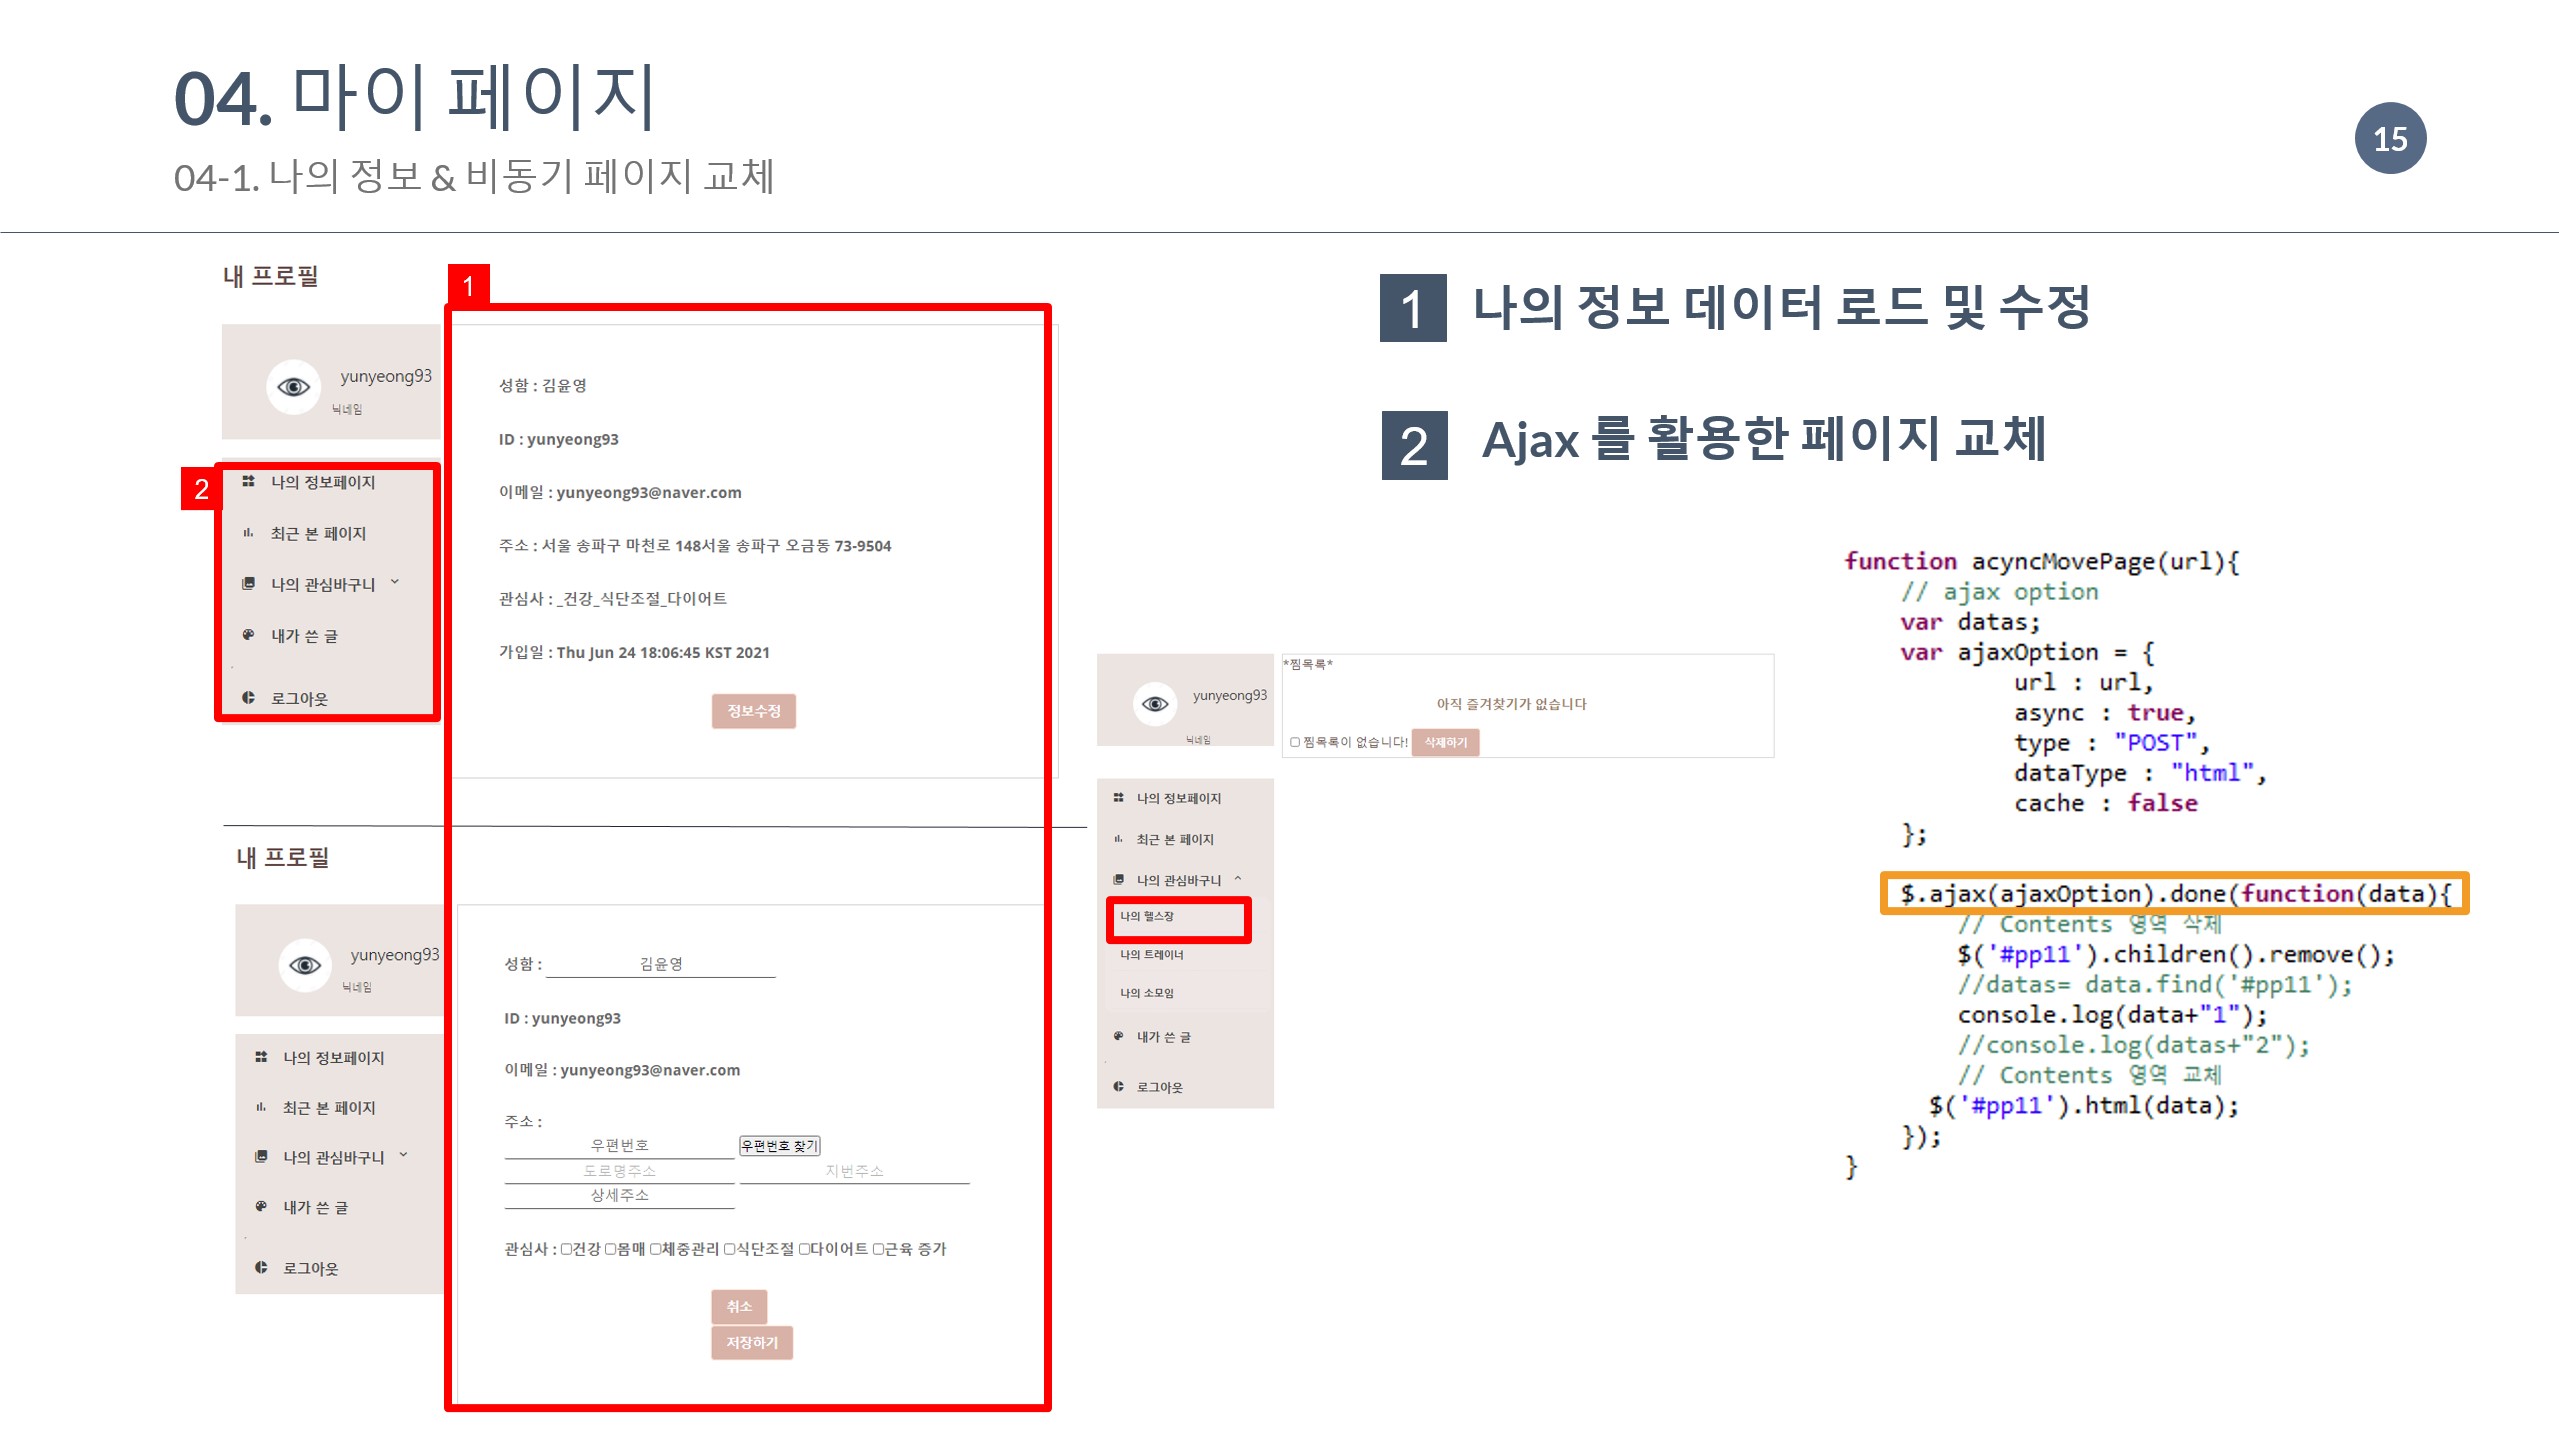 04. 마이 페이지
04-1. 나의 정보 & 비동기 페이지 교체
15
내 프로필
1
yunyeong93
닉네임
2
나의 정보페이지
최근 본 페이지
나의 관심바구니
내가 쓴 글
로그아웃
성함 : 김윤영
ID : yunyeong93
이메일 : yunyeong93@naver.com
주소 : 서울 송파구 마천로 148서울 송파구 오금동 73-9504
관심사 : _건강_식단조절_다이어트
가입일 : Thu Jun 24 18:06:45 KST 2021
정보수정
내 프로필
yunyeong93
닉네임
나의 정보페이지
최근 본 페이지
나의 관심바구니
내가 쓴 글
로그아웃
성함 : 김윤영
ID : yunyeong93
이메일 : yunyeong93@naver.com
주소 :
우편번호 우편번호 찾기
도로명주소 지번주소
상세주소
관심사 : 건강 몸매 체중관리 식단조절 다이어트 근육 증가
취소
저장하기
yunyeong93
닉네임
*찜목록*
아직 즐겨찾기가 없습니다
찜목록이 없습니다! 삭제하기
나의 정보페이지
최근 본 페이지
나의 관심바구니
나의 헬스장
나의 트레이너
나의 소모임
내가 쓴 글
로그아웃
1 나의 정보 데이터 로드 및 수정
2 Ajax 를 활용한 페이지 교체
function acyncMovePage(url){
// ajax option
var datas;
var ajaxOption = {
url : url,
async : true,
type : "POST",
dataType : "html",
cache : false
};
$.ajax(ajaxOption).done(function(data){
// Contents 영역 삭제
$('#pp11').children().remove();
//datas= data.find('#pp11');
console.log(data+"1");
//console.log(datas+"2");
// Contents 영역 교체
$('#pp11').html(data);
});
}